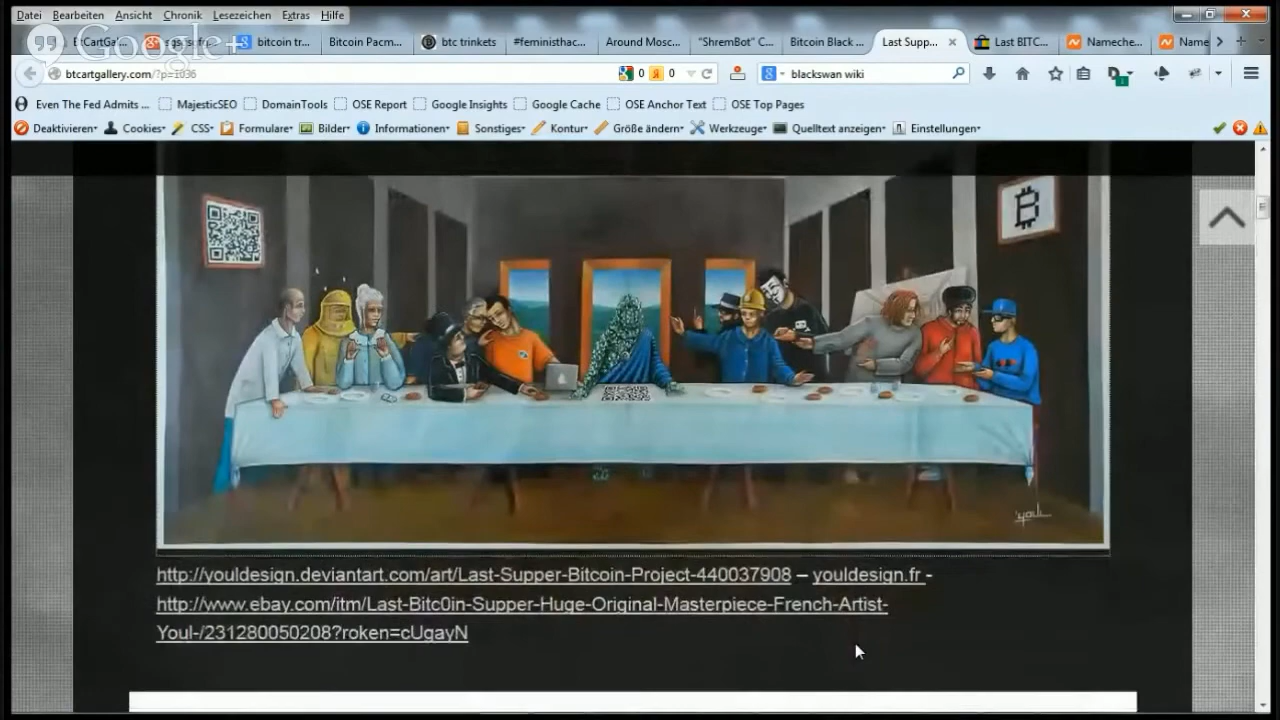 Datei Bearbeiten Ansicht Chronik Lesezeichen Extras Hilfe
Google+
bitcoin tr... Bitcoin Pacm... btc trinkets #feministhac... Around Mosc... "ShremBot" C... Bitcoin Black ... Last Supp... Last BITC... Nameche... Name
btcartgallery.com/?p=1036 0 0 blackswan wiki
Even The Fed Admits ... MajesticSEO DomainTools OSE Report Google Insights Google Cache OSE Anchor Text OSE Top Pages
Deaktivieren Cookies CSS Formulare Bilder Informationen Sonstiges Kontur Größe ändern Werkzeuge Quelltext anzeigen Einstellungen
http://youldesign.deviantart.com/art/Last-Supper-Bitcoin-Project-440037908 – youldesign.fr -
http://www.ebay.com/itm/Last-Bitc0in-Supper-Huge-Original-Masterpiece-French-Artist-
Youl-/231280050208?roken=cUgayN